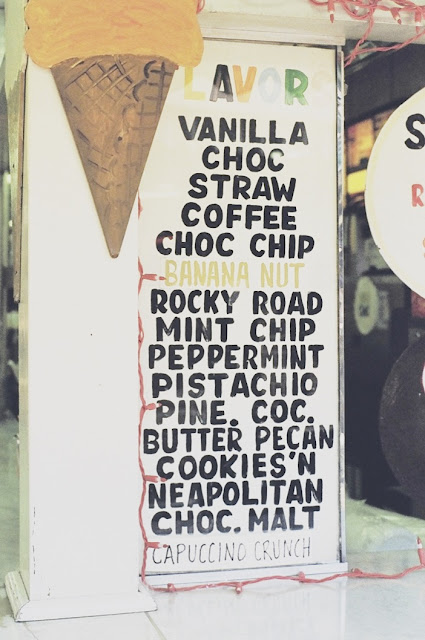 FLAVORS
VANILLA
CHOC
STRAW
COFFEE
CHOC CHIP
BANANA NUT
ROCKY ROAD
MINT CHIP
PEPPERMINT
PISTACHIO
PINE. COC.
BUTTER PECAN
COOKIES'N
NEAPOLITAN
CHOC. MALT
CAPUCCINO CRUNCH